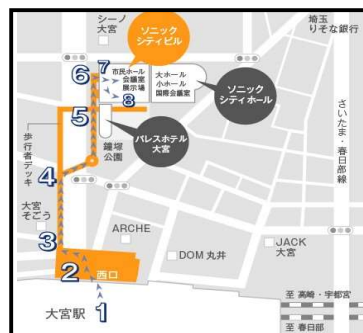 シーノ
大宮
ソニック
シティビル
埼玉
りそな銀行
6
7
市民ホール
会議室
展示場
8
大ホール
小ホール
国際会議室
ソニック
シティホール
5
鐘塚
公園
パレスホテル
大宮
歩行者デッキ
さいたま・春日部線
4
大宮
そごう
3
ARCHE
DOM 丸井
JACK
大宮
2
西口
大宮駅
1
至 高崎・宇都宮
至 春日部